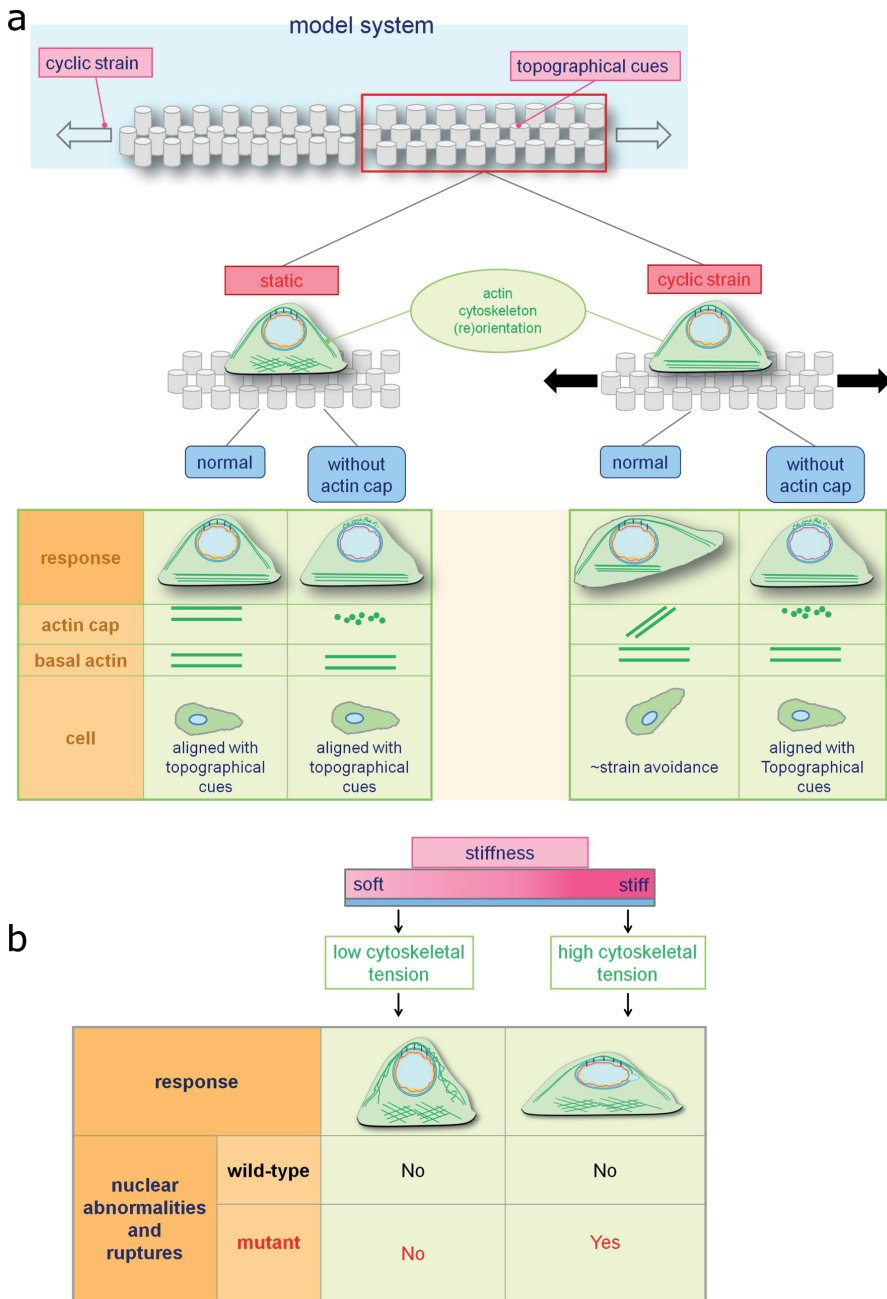 a
model system
cyclic strain
topographical cues
static
actin
cytoskeleton
(re)orientation
cyclic strain
normal
without
actin cap
normal
without
actin cap
response
actin cap
basal actin
cell
aligned with
topographical
cues
aligned with
topographical
cues
~strain avoidance
aligned with
Topographical
cues
stiffness
soft
stiff
b
low cytoskeletal
tension
high cytoskeletal
tension
response
nuclear
abnormalities
and
ruptures
wild-type
No
No
mutant
No
Yes